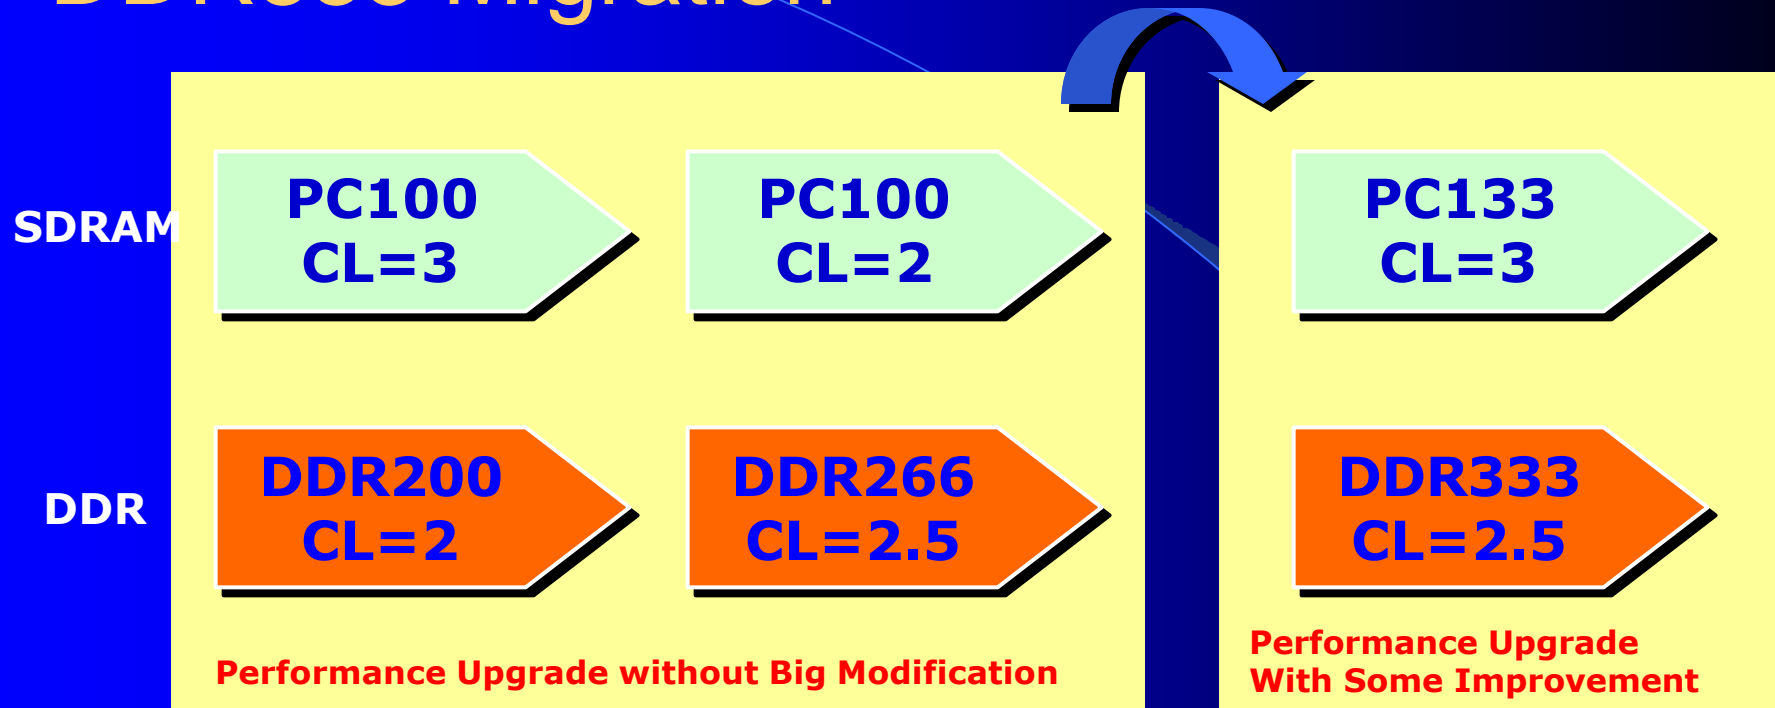 Migration
SDRAM
PC100
CL=3
PC100
CL=2
PC133
CL=3
DDR
DDR200
CL=2
DDR266
CL=2.5
DDR333
CL=2.5
Performance Upgrade without Big Modification
Performance Upgrade
With Some Improvement